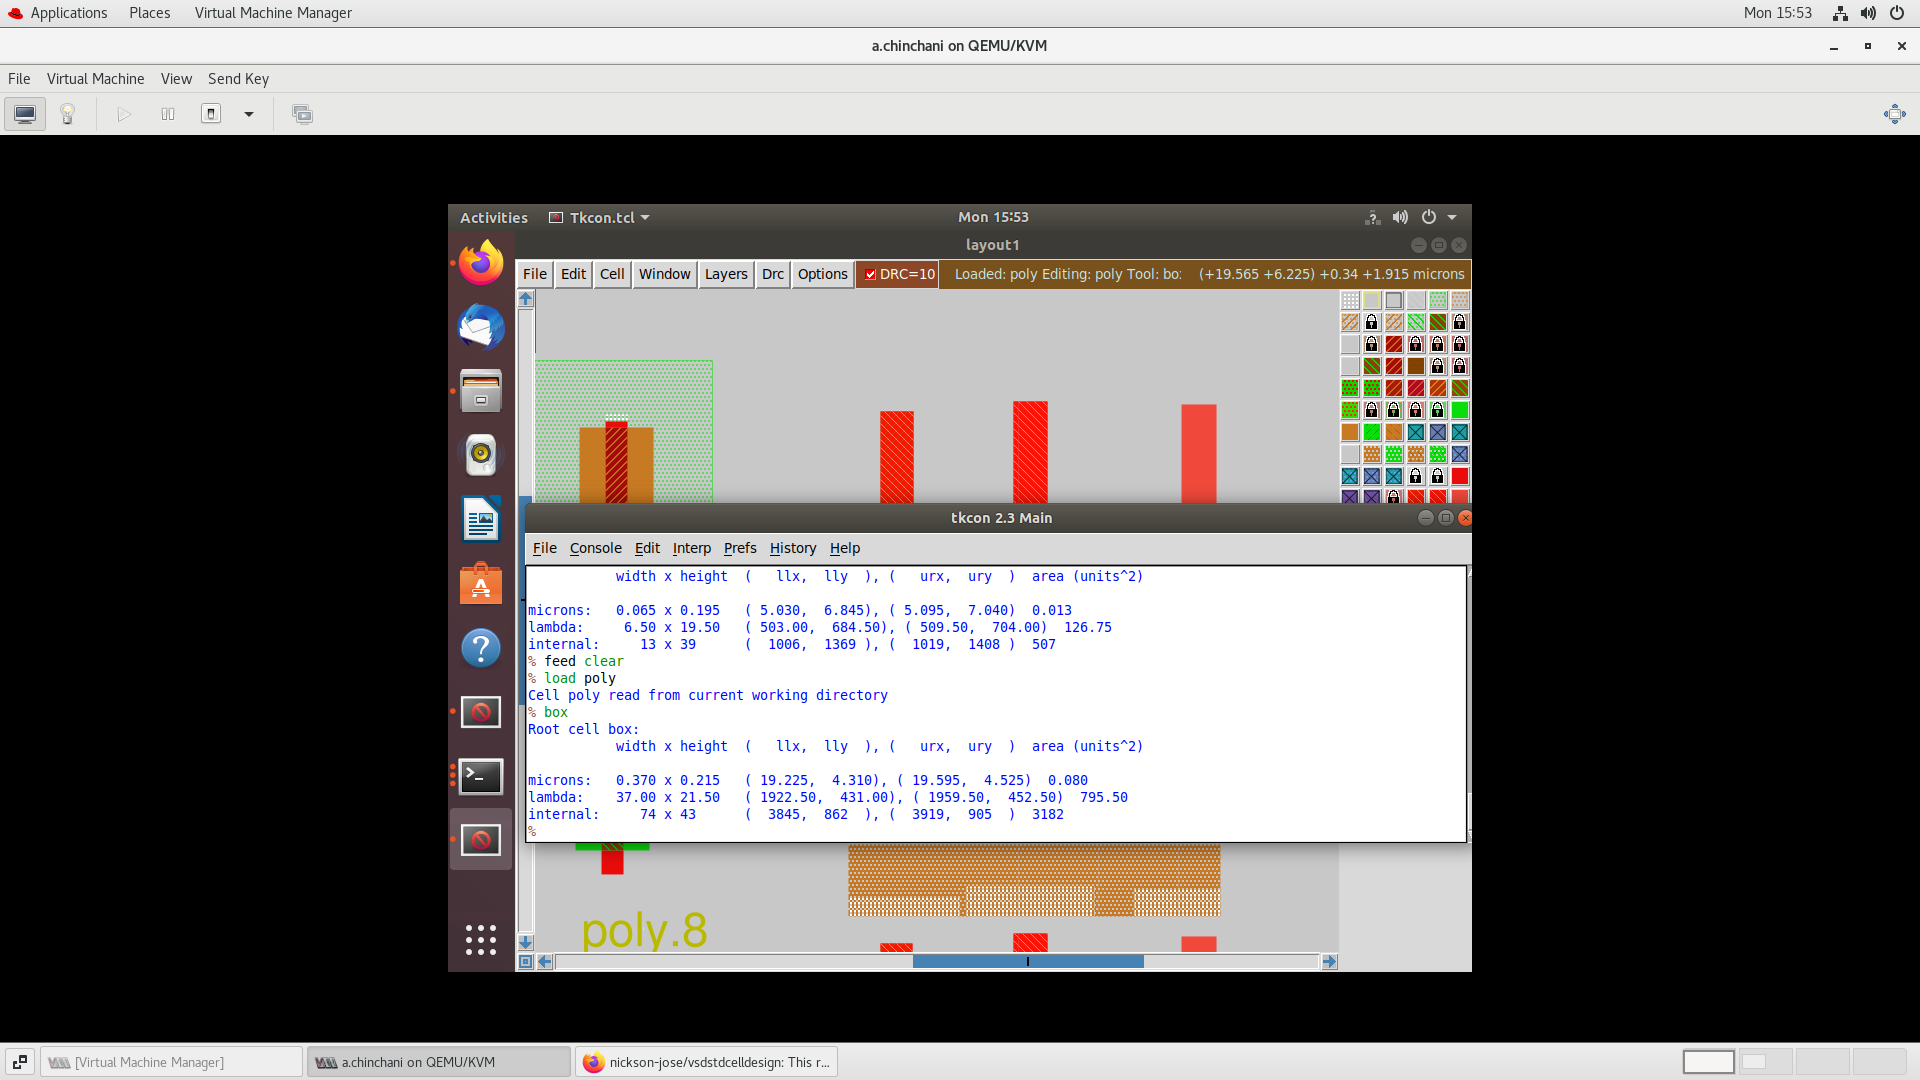 Applications Places Virtual Machine Manager Mon 15:53
a.chinchani on QEMU/KVM
File Virtual Machine View Send Key
Activities Tkcon.tcl Mon 15:53
layout1
File Edit Cell Window Layers Drc Options DRC=10 Loaded: poly Editing: poly Tool: bo: (+19.565 +6.225) +0.34 +1.915 microns
tkcon 2.3 Main
File Console Edit Interp Prefs History Help
width x height ( llx, lly ), ( urx, ury ) area (units^2)
microns: 0.065 x 0.195 ( 5.030, 6.845), ( 5.095, 7.040) 0.013
lambda: 6.50 x 19.50 ( 503.00, 684.50), ( 509.50, 704.00) 126.75
internal: 13 x 39 ( 1006, 1369 ), ( 1019, 1408 ) 507
% feed clear
% load poly
Cell poly read from current working directory
% box
Root cell box:
width x height ( llx, lly ), ( urx, ury ) area (units^2)
microns: 0.370 x 0.215 ( 19.225, 4.310), ( 19.595, 4.525) 0.080
lambda: 37.00 x 21.50 ( 1922.50, 431.00), ( 1959.50, 452.50) 795.50
internal: 74 x 43 ( 3845, 862 ), ( 3919, 905 ) 3182
%
poly.8
[Virtual Machine Manager] a.chinchani on QEMU/KVM nickson-jose/vsdstdcelldesign: This r...